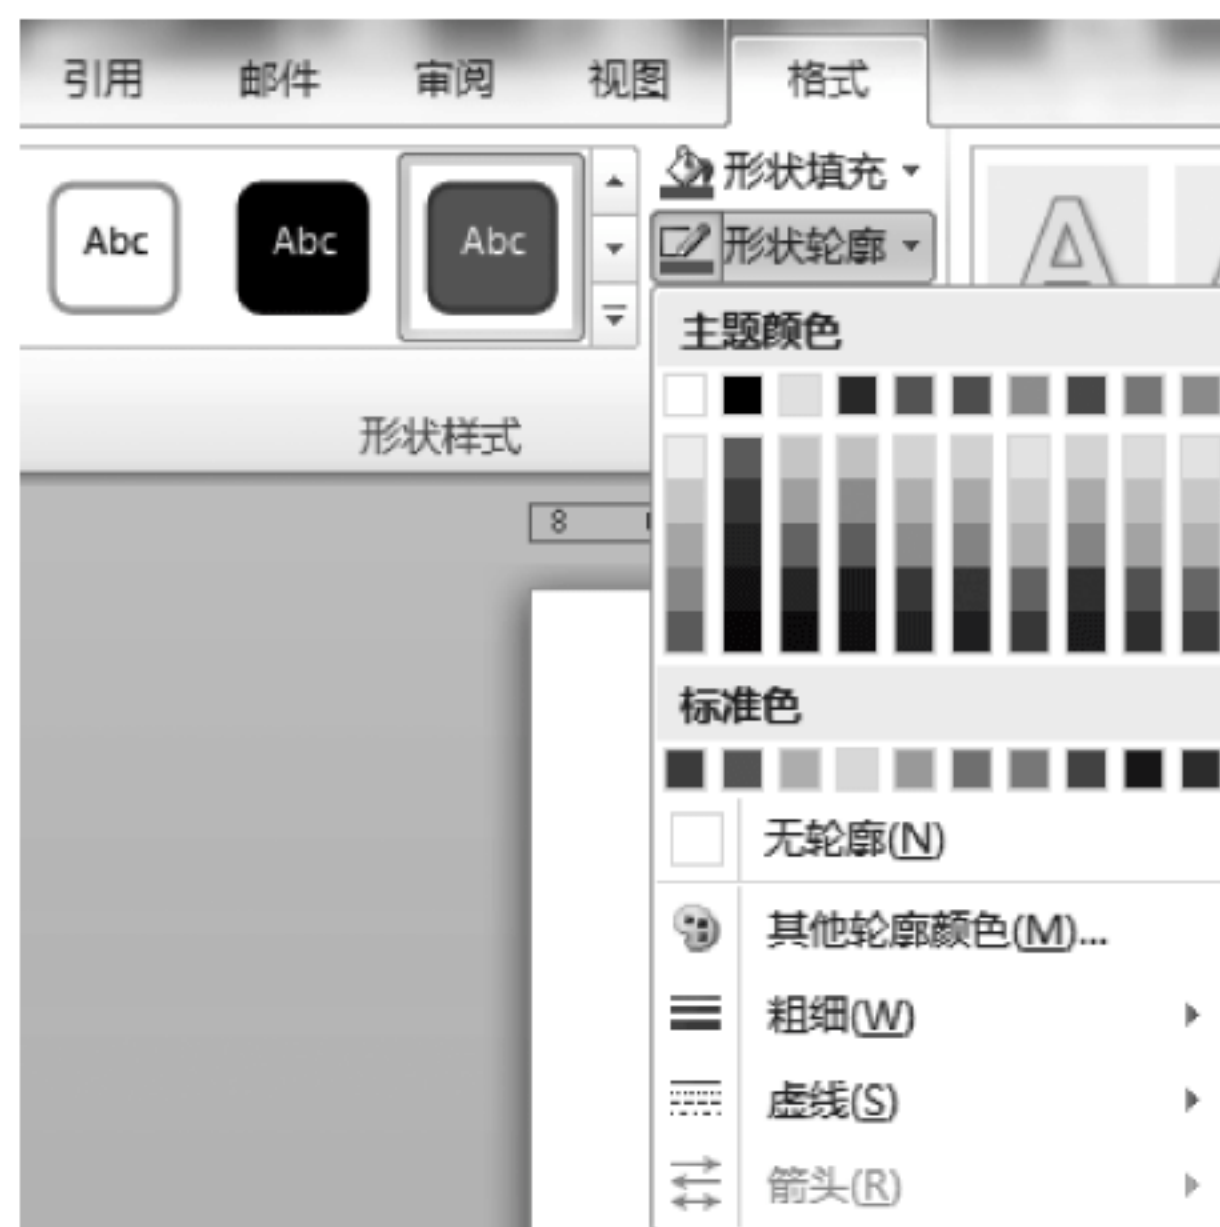 引用 邮件 审阅 视图 格式
Abc Abc Abc
形状填充
形状轮廓
A
主题颜色
形状样式
8
标准色
无轮廓(N)
其他轮廓颜色(M)...
粗细(W)
虚线(S)
箭头(R)